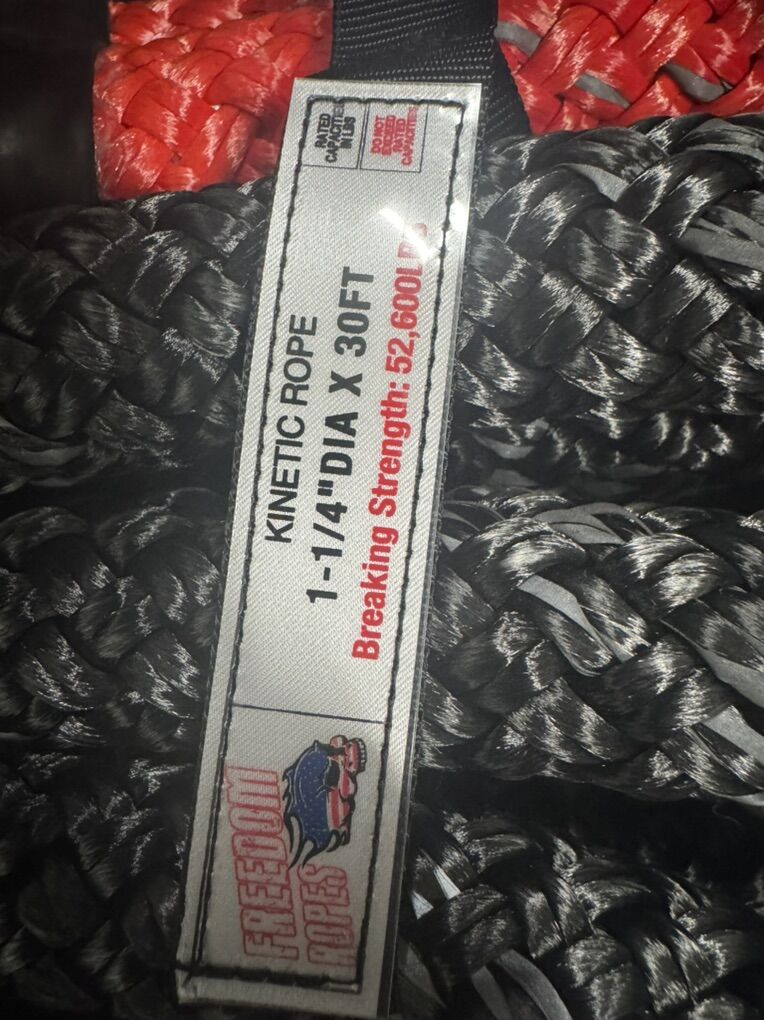 RATED
CAPACITIES
IN LBS
DO NOT
EXCEED
RATED
CAPACITIES
KINETIC ROPE
1-1/4"DIA X 30FT
Breaking Strength: 52,600LBS
FREEDOM
ROPES